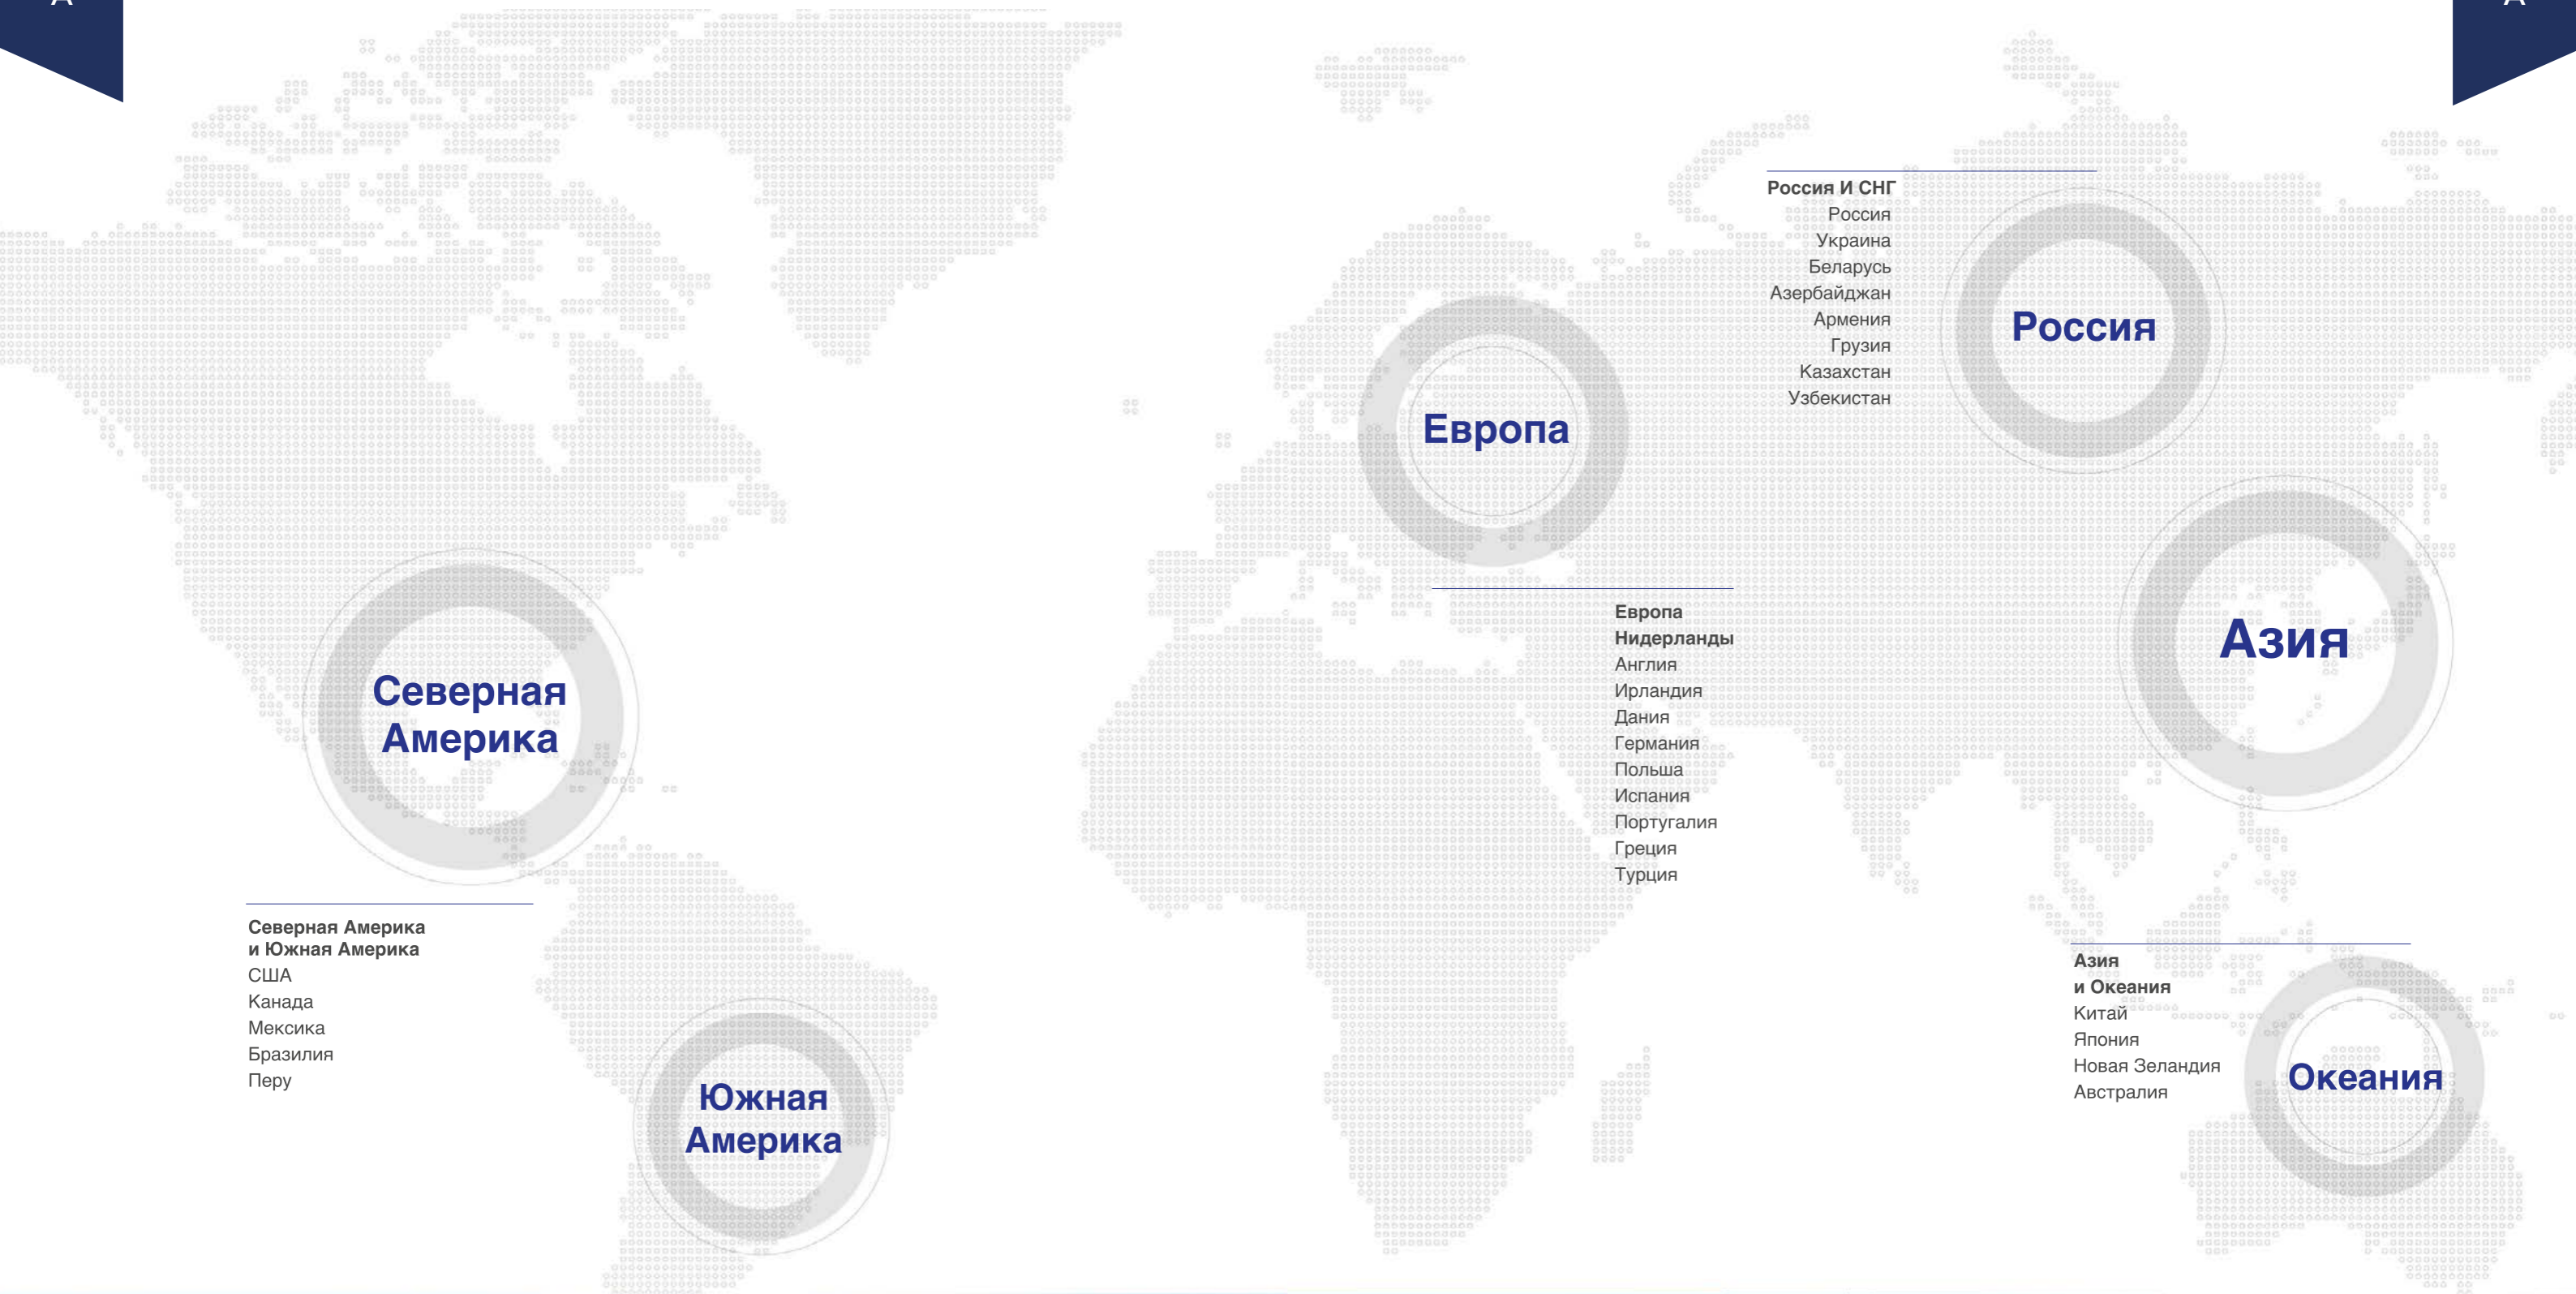 Россия И СНГ
Россия
Украина
Беларусь
Азербайджан
Армения
Грузия
Казахстан
Узбекистан
Россия
Европа
Европа
Нидерланды
Англия
Ирландия
Дания
Германия
Польша
Испания
Португалия
Греция
Турция
Азия
Северная
Америка
Северная Америка
и Южная Америка
США
Канада
Мексика
Бразилия
Перу
Южная
Америка
Азия
и Океания
Китай
Япония
Новая Зеландия
Австралия
Океания